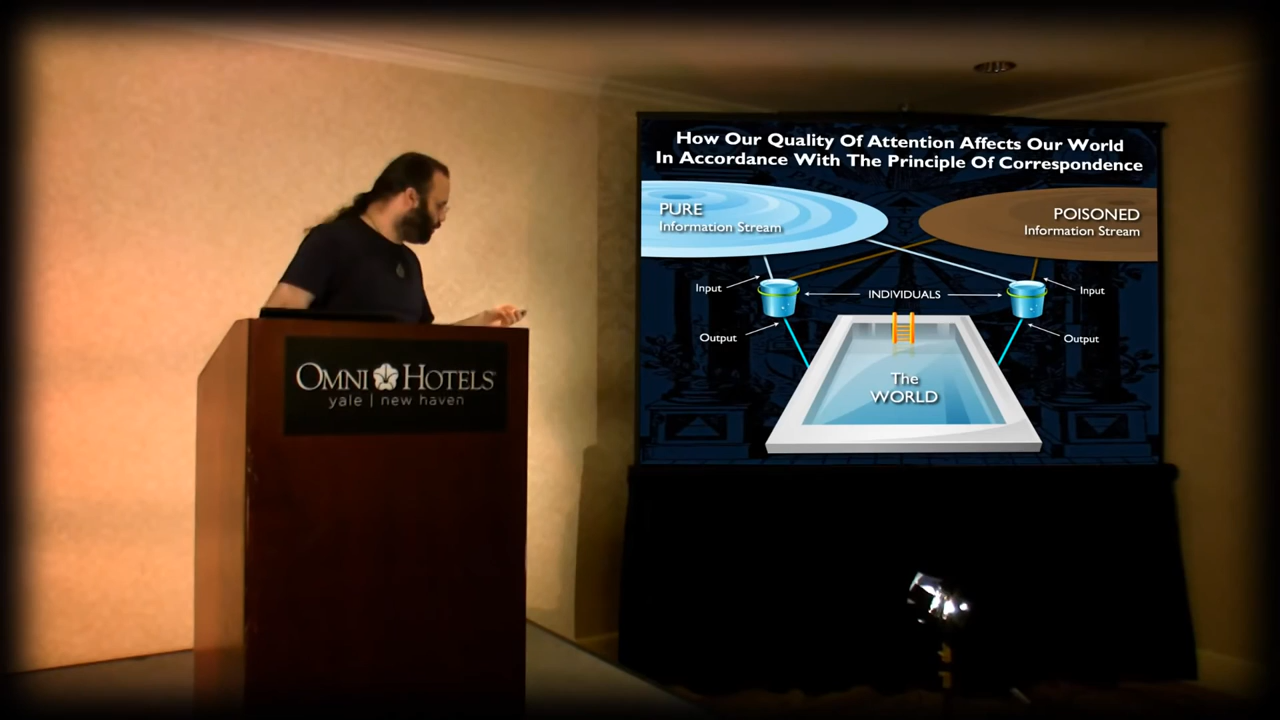 How Our Quality Of Attention Affects Our World
In Accordance With The Principle Of Correspondence
PURE
Information Stream
POISONED
Information Stream
Input
INDIVIDUALS
Input
Output
Output
The
WORLD
OMNI HOTELS
yale | new haven